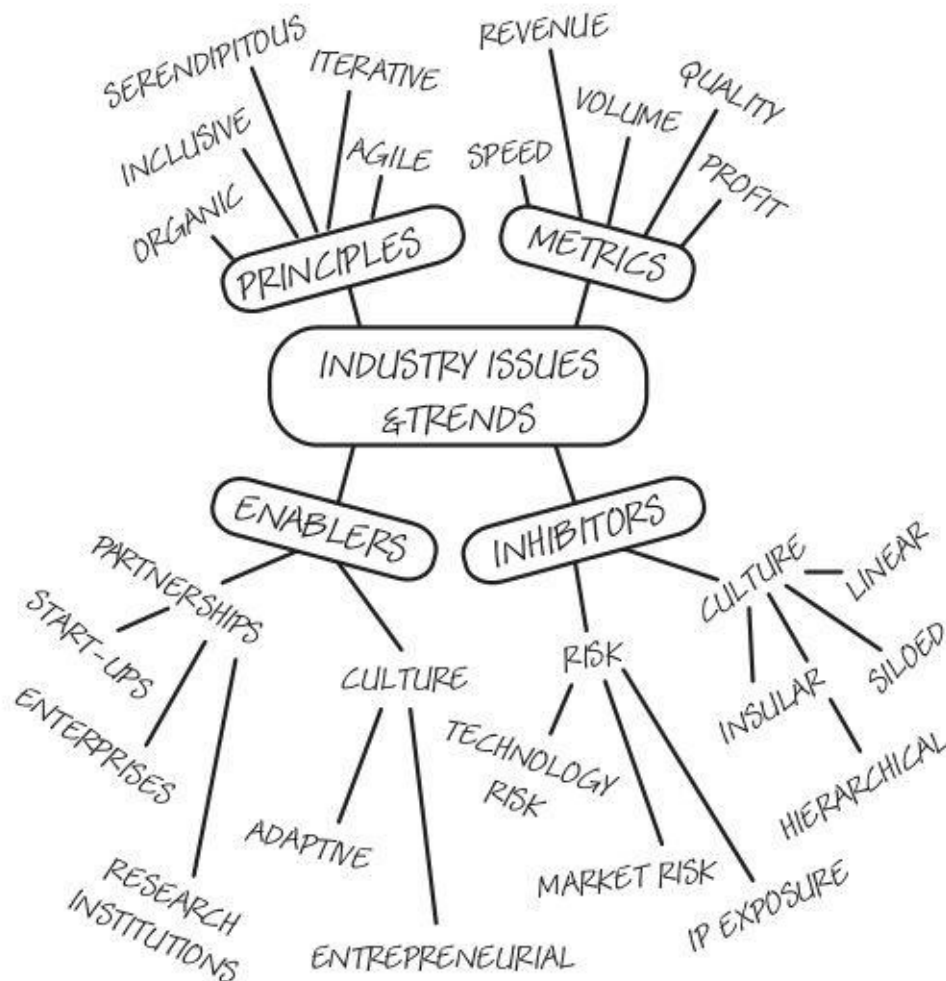 SERENDIPITOUS
ITERATIVE
INCLUSIVE
AGILE
ORGANIC
PRINCIPLES
REVENUE
QUALITY
VOLUME
SPEED
PROFIT
METRICS
INDUSTRY ISSUES
&TRENDS
ENABLERS
PARTNERSHIPS
START-UPS
ENTERPRISES
RESEARCH
INSTITUTIONS
CULTURE
ADAPTIVE
ENTREPRENEURIAL
INHIBITORS
RISK
TECHNOLOGY
RISK
MARKET RISK
IP EXPOSURE
CULTURE
LINEAR
SILOED
INSULAR
HIERARCHICAL